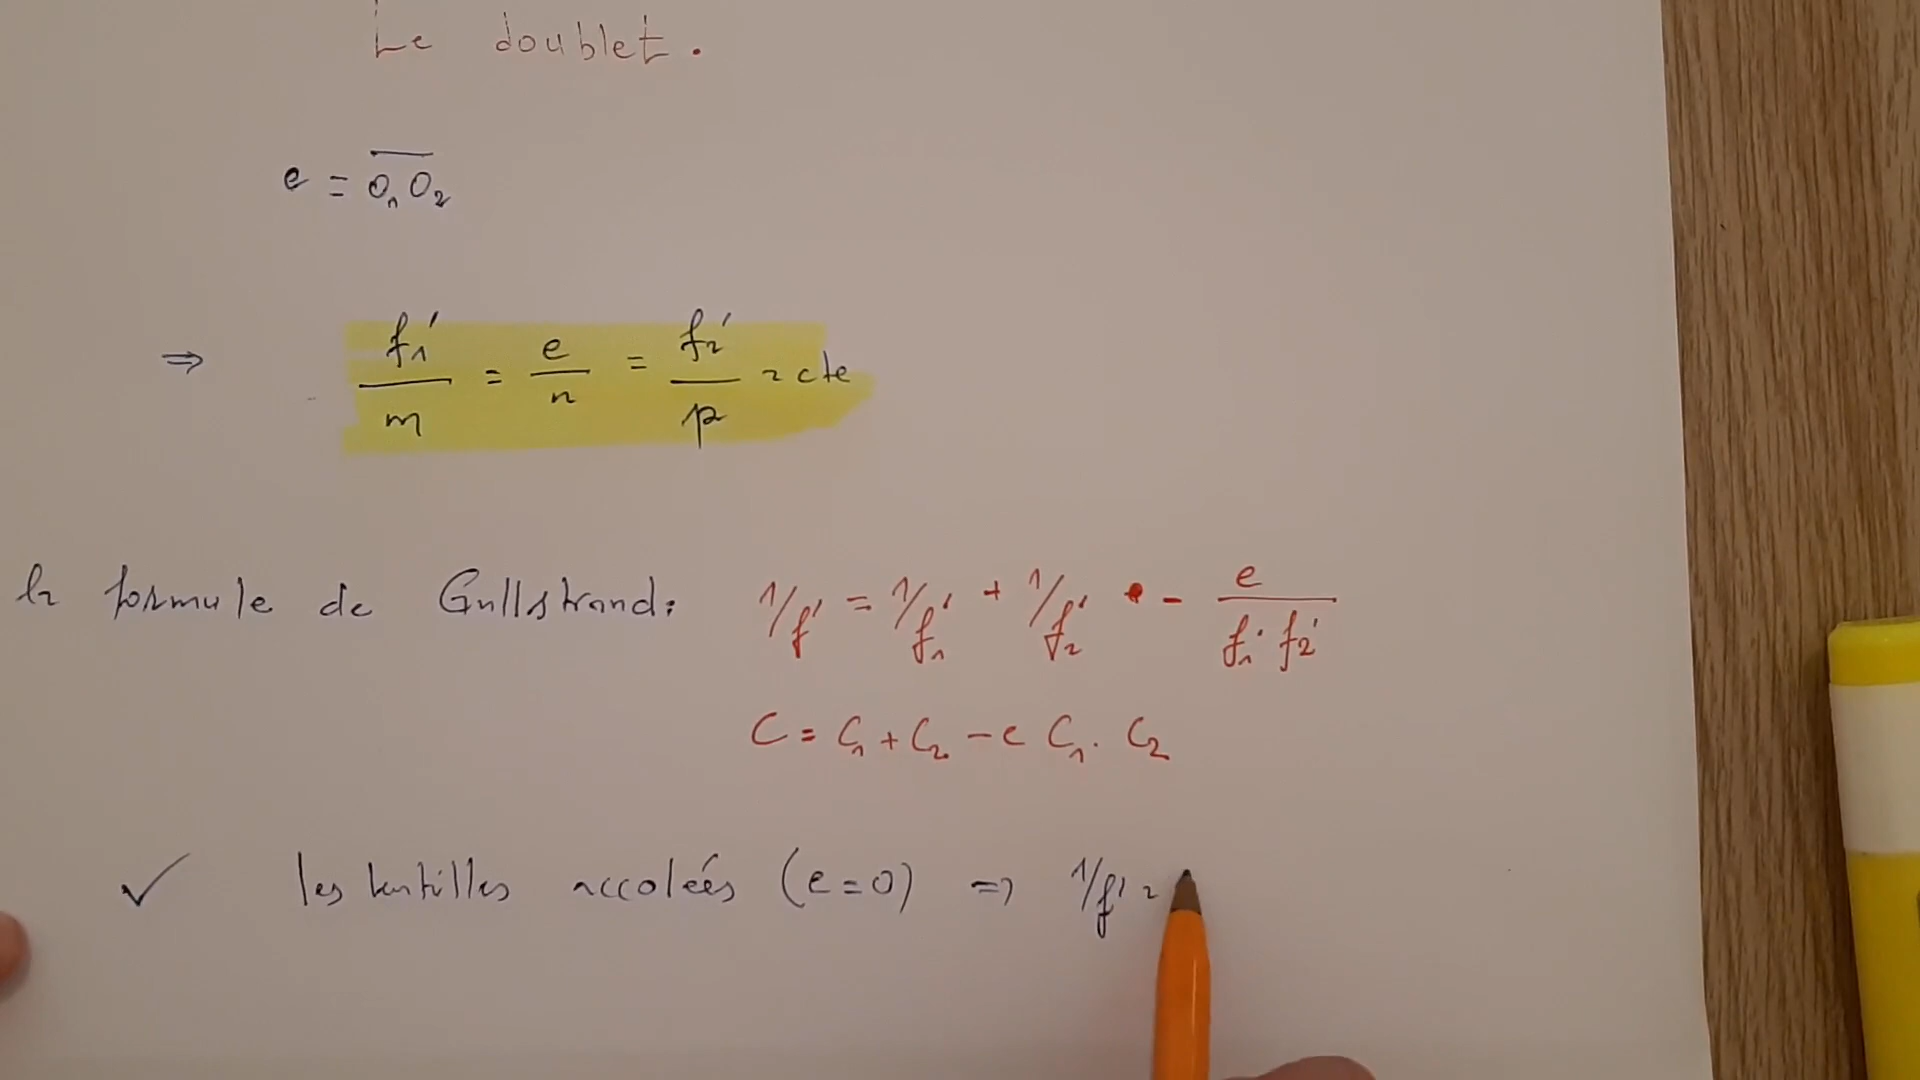 Le doublet.
e = O₁O₂
⇒ f₁'/m = e/n = f₂'/p = cte
la formule de Gullstrand: 1/f' = 1/f₁' + 1/f₂' - e/(f₁' f₂')
C = C₁ + C₂ - e C₁ . C₂
✓ les lentilles accolées (e=0) ⇒ 1/f' =